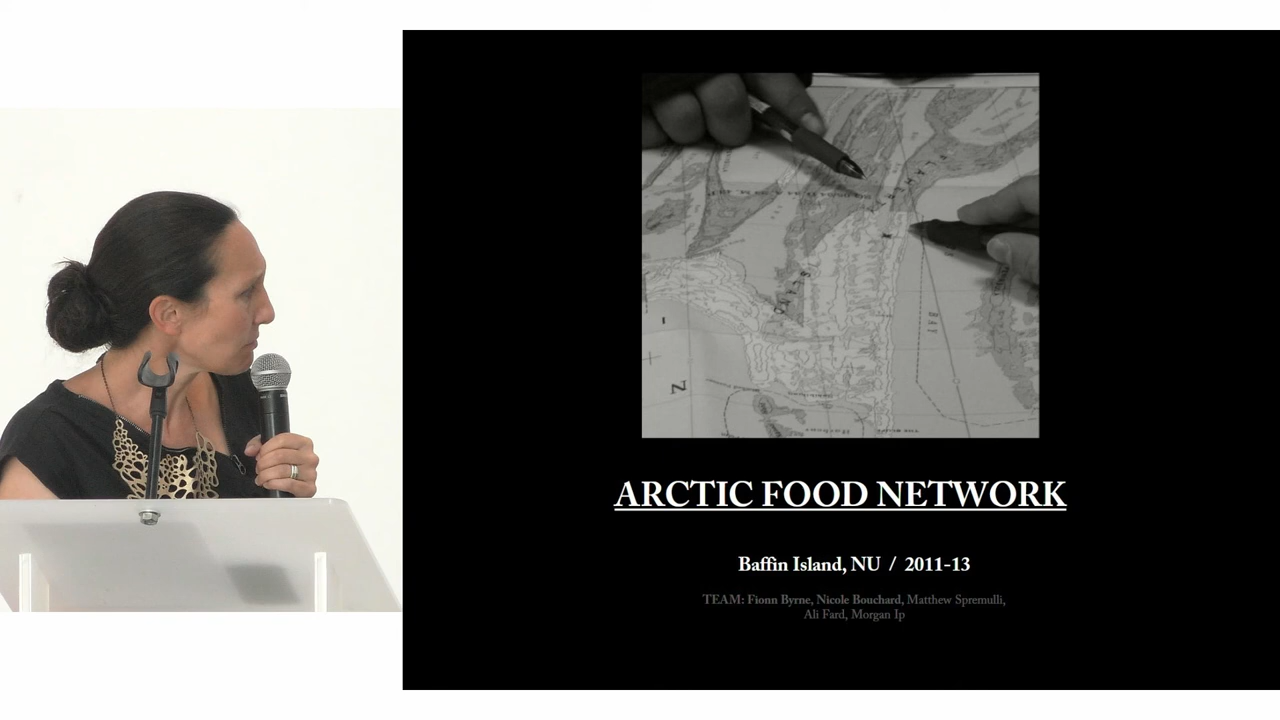 ARCTIC FOOD NETWORK
Baffin Island, NU / 2011-13
TEAM: Fionn Byrne, Nicole Bouchard, Matthew Spremulli,
Ali Fard, Morgan Ip